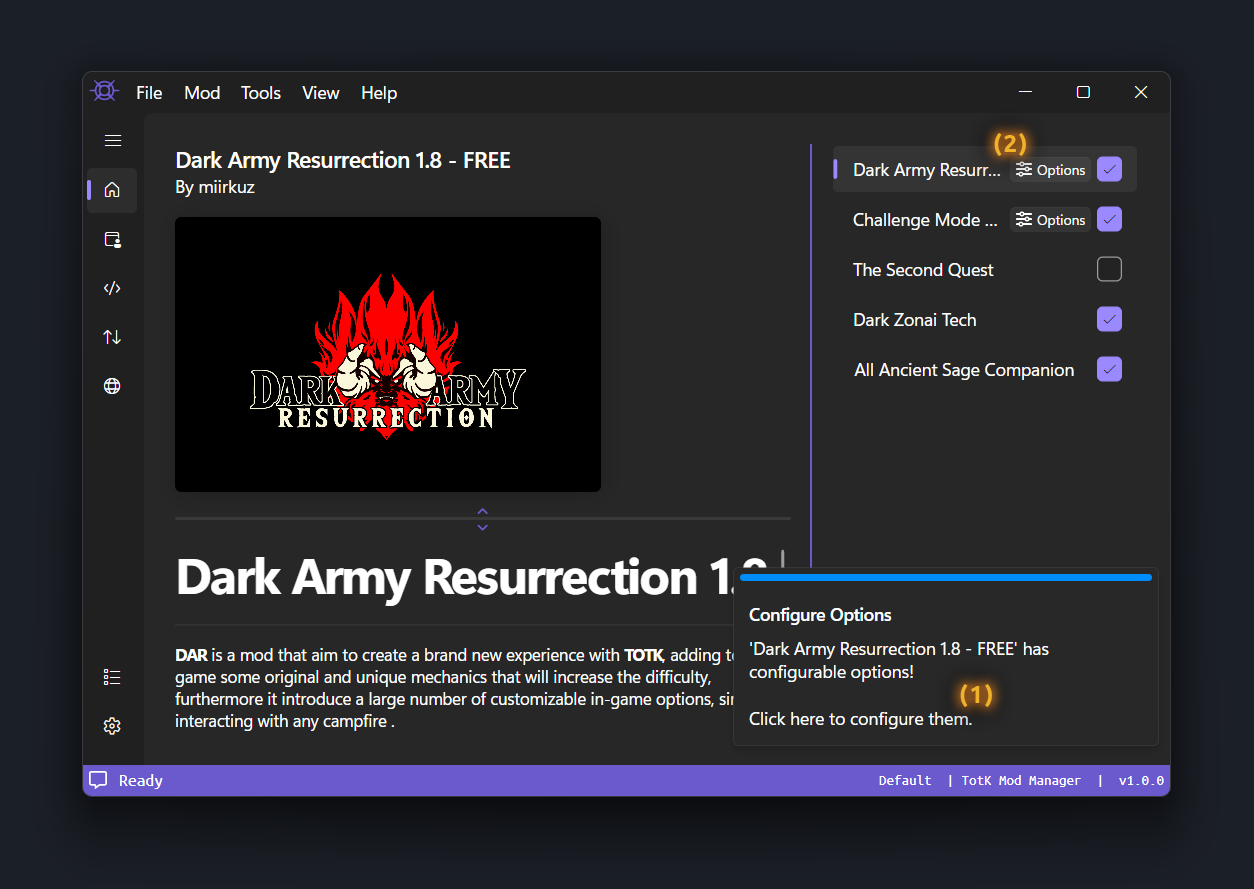 File Mod Tools View Help
Dark Army Resurrection 1.8 - FREE
By miirkuz
DARK ARMY
RESURRECTION
Dark Army Resurrection 1.8
DAR is a mod that aim to create a brand new experience with TOTK, adding to
game some original and unique mechanics that will increase the difficulty,
furthermore it introduce a large number of customizable in-game options,
interacting with any campfire .
(2)
Dark Army Resurr... Options
Challenge Mode ... Options
The Second Quest
Dark Zonai Tech
All Ancient Sage Companion
Configure Options
'Dark Army Resurrection 1.8 - FREE' has
configurable options!
(1)
Click here to configure them.
Ready
Default | TotK Mod Manager | v1.0.0